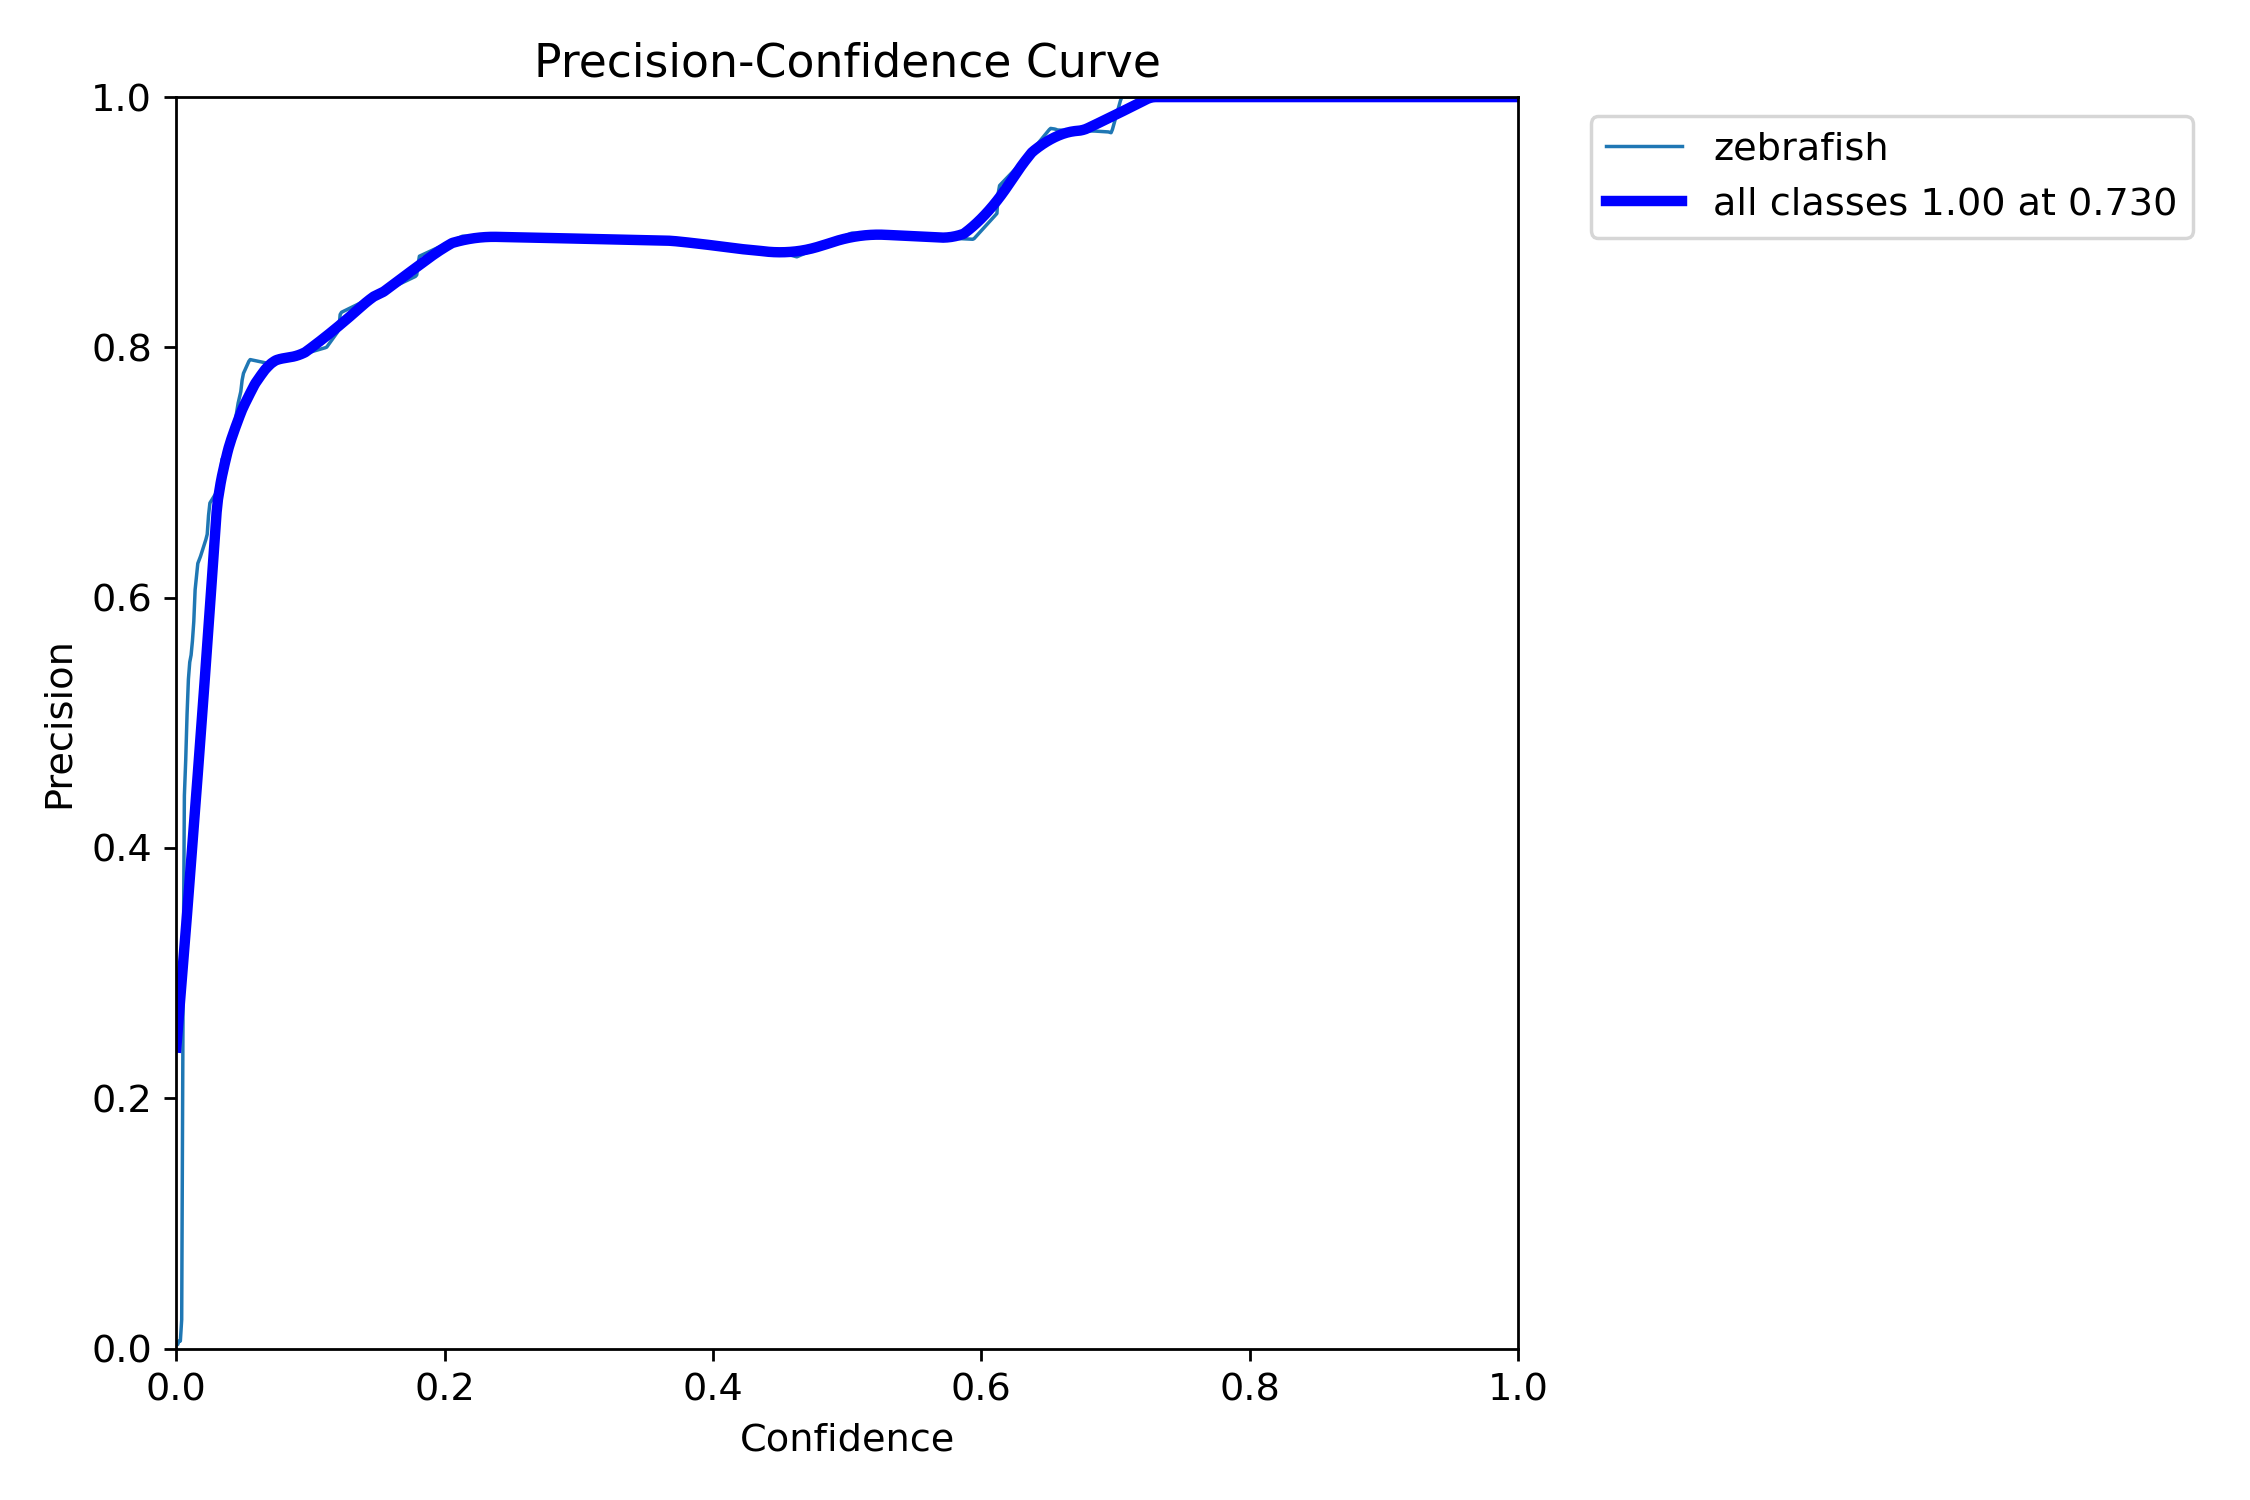 Precision-Confidence Curve
1.0
0.8
0.6
0.4
0.2
0.0
Precision
0.0 0.2 0.4 0.6 0.8 1.0
Confidence
zebrafish
all classes 1.00 at 0.730